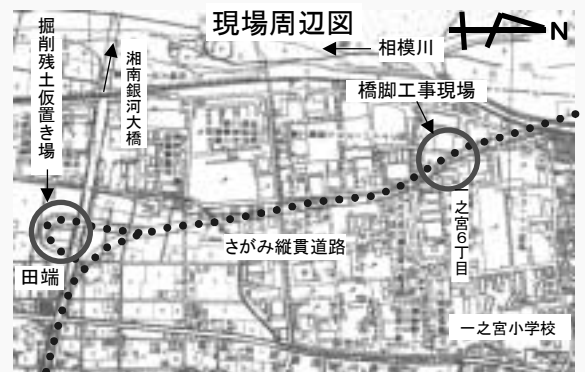 現場周辺図
N
相模川
掘削残土仮置き場
湘南銀河大橋
橋脚工事現場
さがみ縦貫道路
一之宮６丁目
田端
一之宮小学校